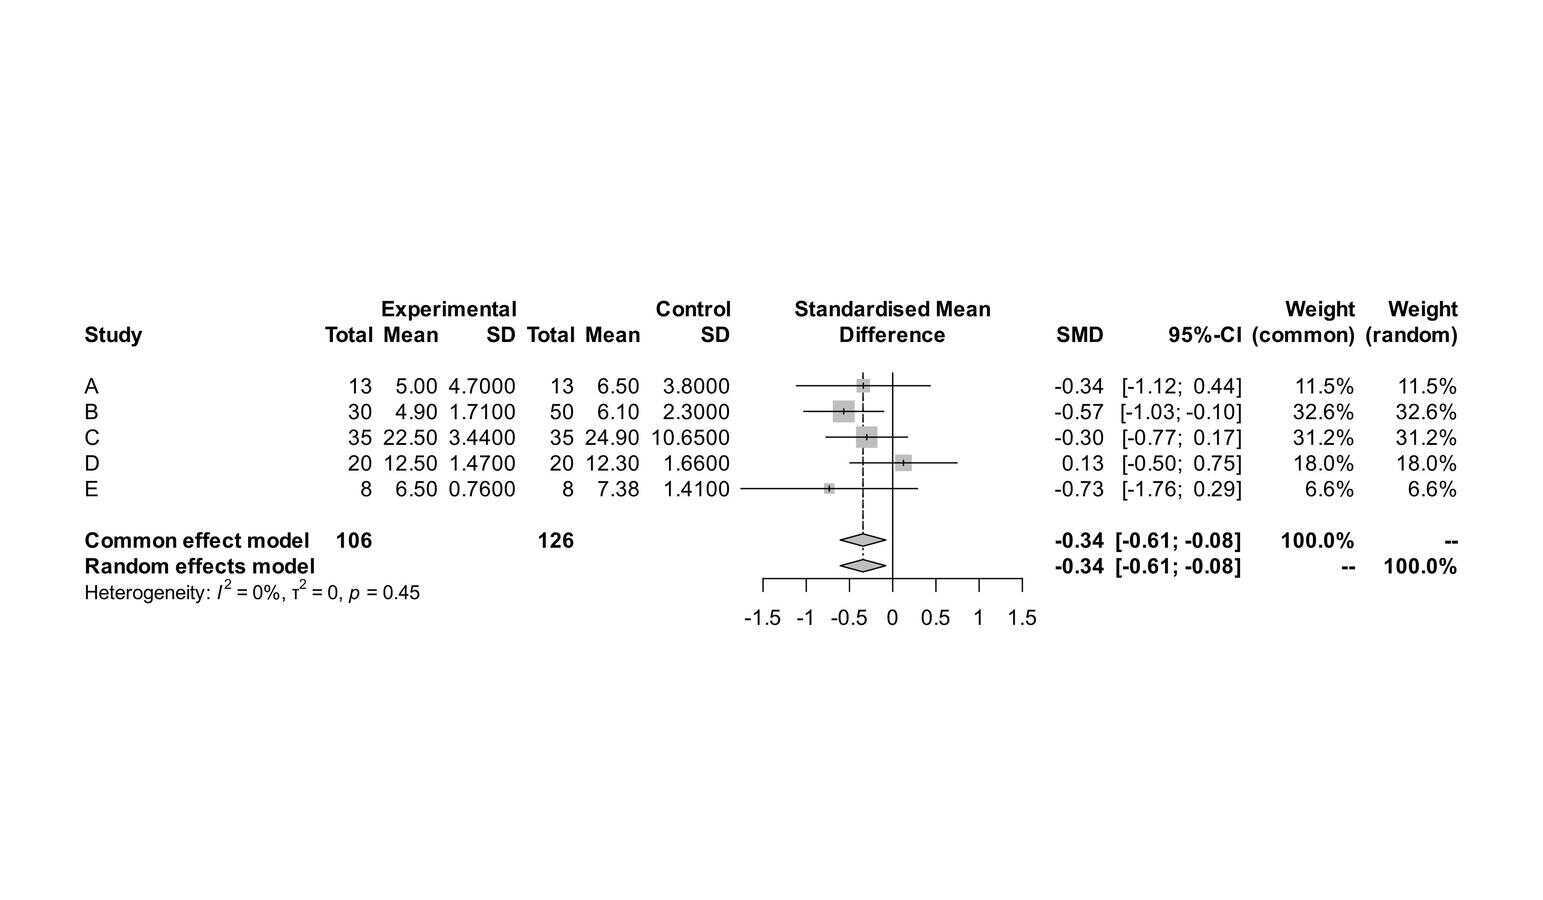 Experimental Control Standardised Mean Weight Weight
Study Total Mean SD Total Mean SD Difference SMD 95%-CI (common) (random)
A 13 5.00 4.7000 13 6.50 3.8000 -0.34 [-1.12; 0.44] 11.5% 11.5%
B 30 4.90 1.7100 50 6.10 2.3000 -0.57 [-1.03; -0.10] 32.6% 32.6%
C 35 22.50 3.4400 35 24.90 10.6500 -0.30 [-0.77; 0.17] 31.2% 31.2%
D 20 12.50 1.4700 20 12.30 1.6600 0.13 [-0.50; 0.75] 18.0% 18.0%
E 8 6.50 0.7600 8 7.38 1.4100 -0.73 [-1.76; 0.29] 6.6% 6.6%
Common effect model 106 126 -0.34 [-0.61; -0.08] 100.0% --
Random effects model -0.34 [-0.61; -0.08] -- 100.0%
Heterogeneity: I² = 0%, τ² = 0, p = 0.45
-1.5 -1 -0.5 0 0.5 1 1.5